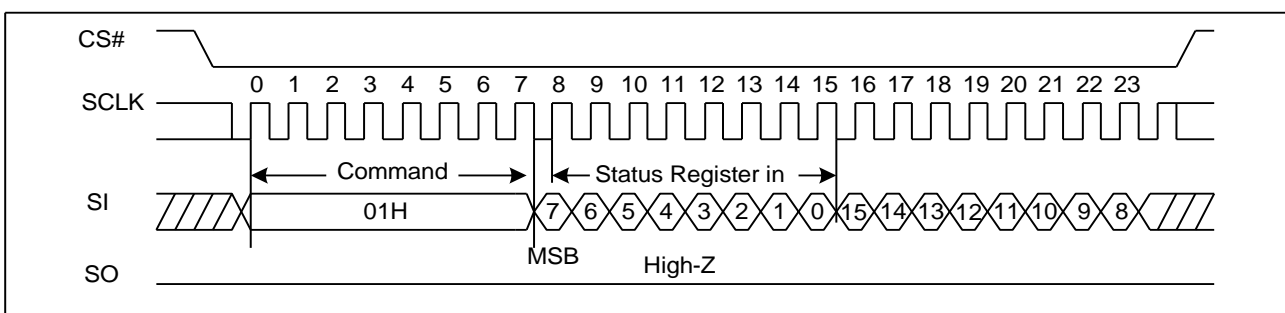 CS#
0 1 2 3 4 5 6 7 8 9 10 11 12 13 14 15 16 17 18 19 20 21 22 23
SCLK
Command Status Register in
SI 01H 7 6 5 4 3 2 1 0 15 14 13 12 11 10 9 8
MSB High-Z
SO